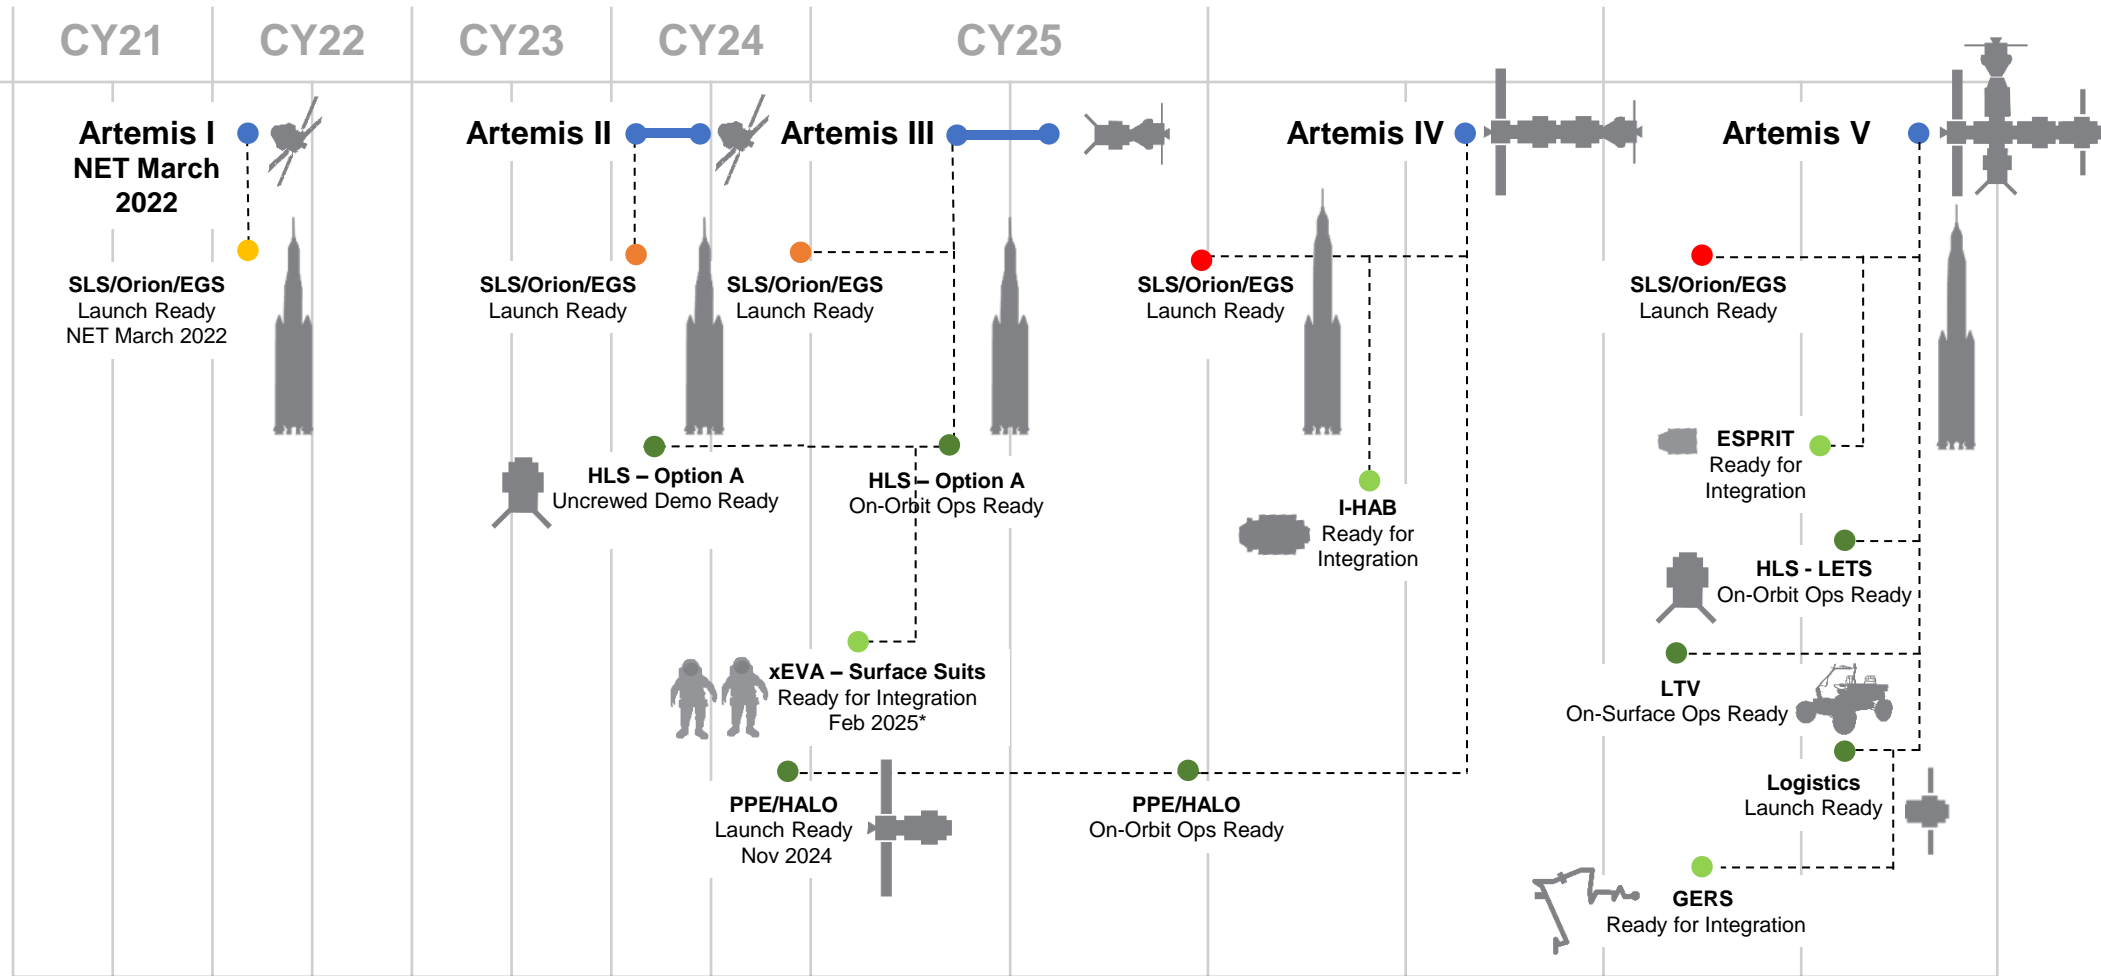 CY21
CY22
CY23
CY24
CY25
Artemis I
NET March
2022
Artemis II
Artemis III
Artemis IV
Artemis V
SLS/Orion/EGS
Launch Ready
NET March 2022
SLS/Orion/EGS
Launch Ready
SLS/Orion/EGS
Launch Ready
SLS/Orion/EGS
Launch Ready
SLS/Orion/EGS
Launch Ready
HLS – Option A
Uncrewed Demo Ready
HLS – Option A
On-Orbit Ops Ready
I-HAB
Ready for
Integration
ESPRIT
Ready for
Integration
HLS - LETS
On-Orbit Ops Ready
xEVA – Surface Suits
Ready for Integration
Feb 2025*
LTV
On-Surface Ops Ready
PPE/HALO
Launch Ready
Nov 2024
PPE/HALO
On-Orbit Ops Ready
Logistics
Launch Ready
GERS
Ready for Integration